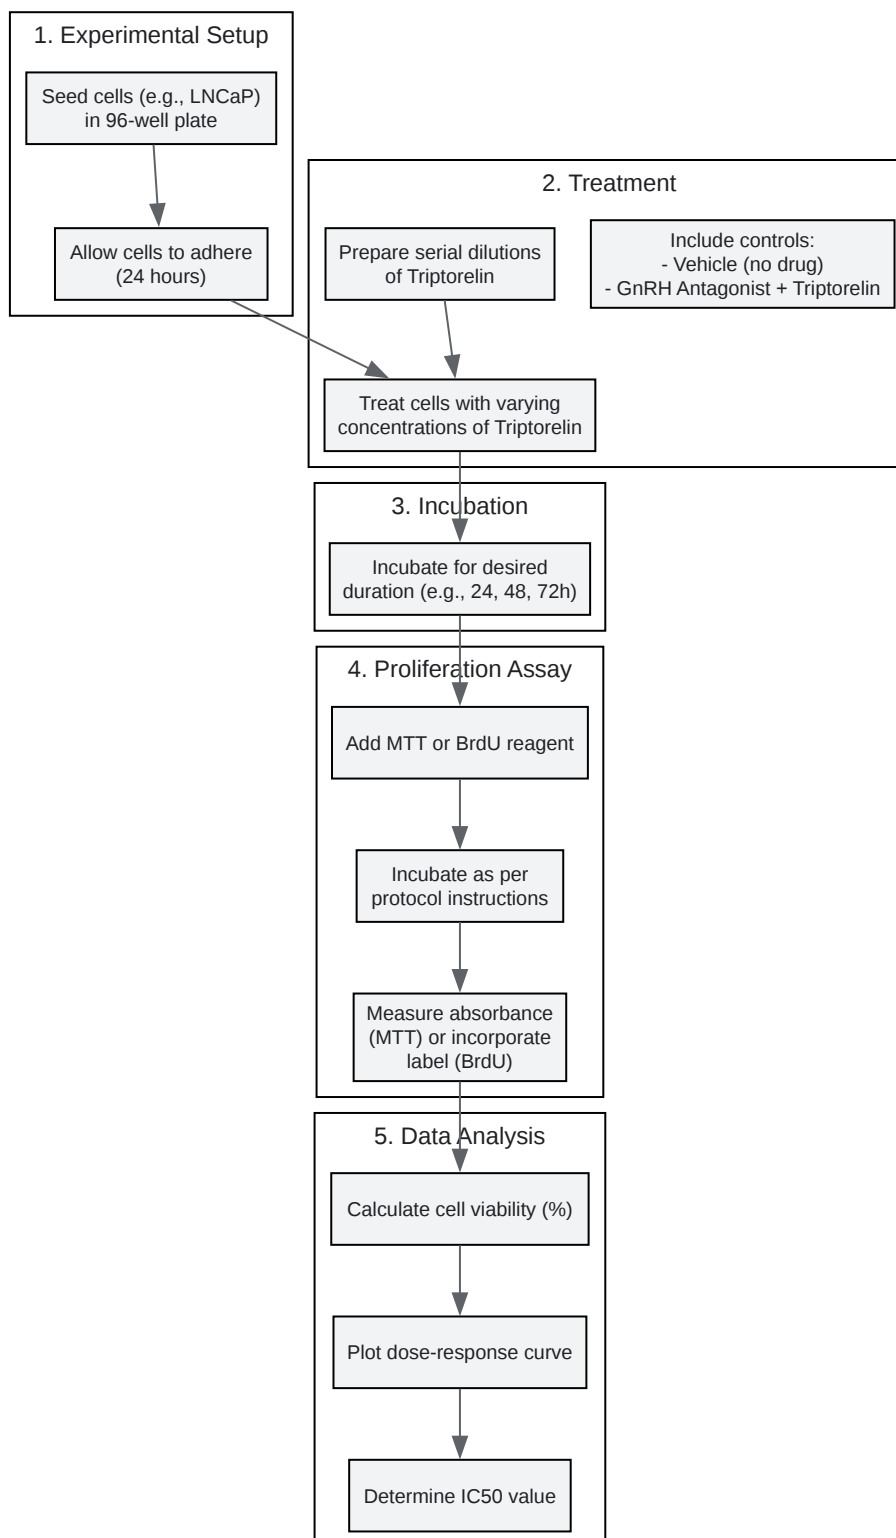 1. Experimental Setup
Seed cells (e.g., LNCaP)
in 96-well plate
Allow cells to adhere
(24 hours)
2. Treatment
Prepare serial dilutions
of Triptorelin
Include controls:
- Vehicle (no drug)
- GnRH Antagonist + Triptorelin
Treat cells with varying
concentrations of Triptorelin
3. Incubation
Incubate for desired
duration (e.g., 24, 48, 72h)
4. Proliferation Assay
Add MTT or BrdU reagent
Incubate as per
protocol instructions
Measure absorbance
(MTT) or incorporate
label (BrdU)
5. Data Analysis
Calculate cell viability (%)
Plot dose-response curve
Determine IC50 value